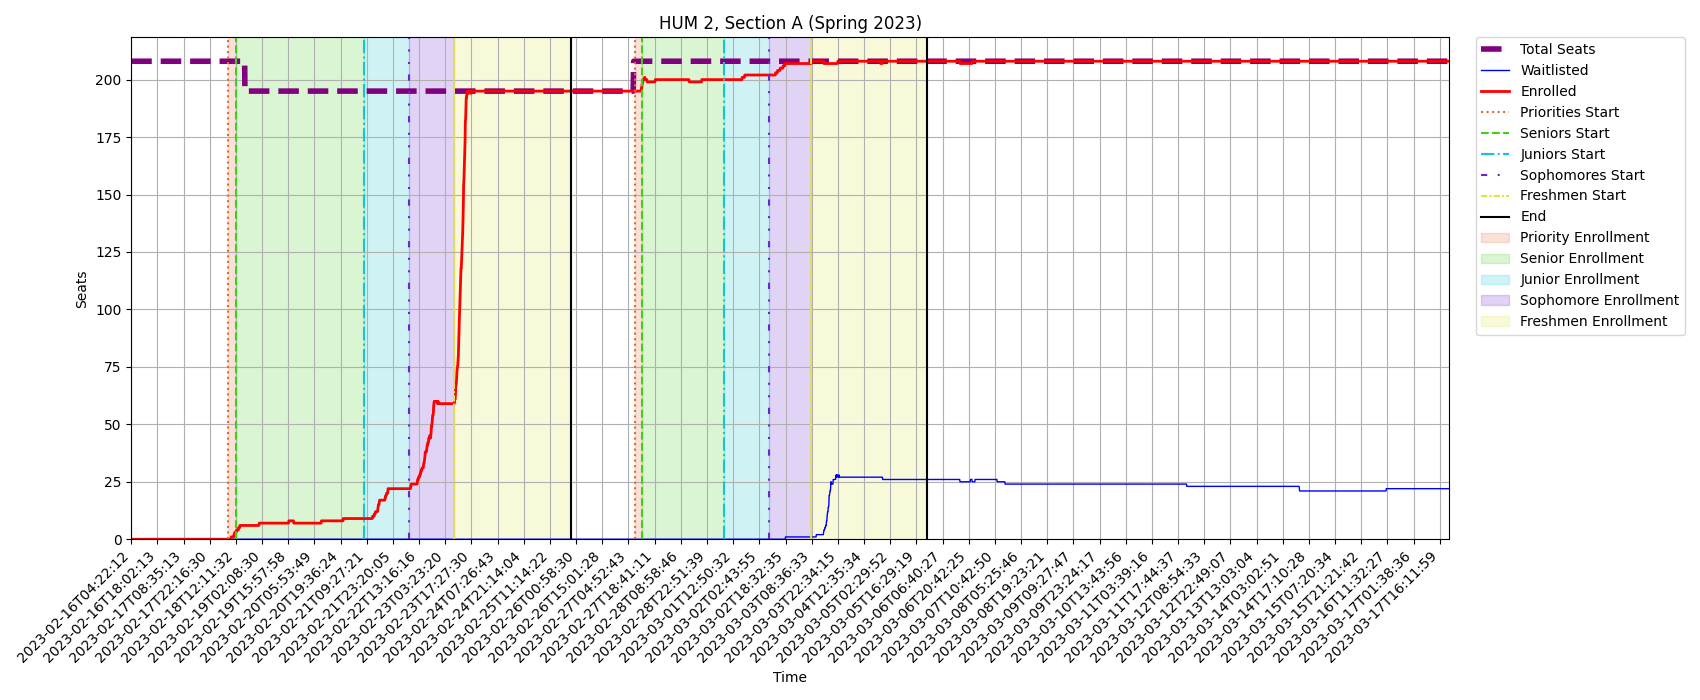 HUM 2, Section A (Spring 2023)
Seats
200
175
150
125
100
75
50
25
0
2023-02-16T04:22:12
2023-02-16T18:02:13
2023-02-17T08:35:13
2023-02-17T22:16:30
2023-02-18T12:11:32
2023-02-19T02:08:30
2023-02-19T15:57:58
2023-02-20T05:53:49
2023-02-20T19:36:24
2023-02-21T09:27:21
2023-02-21T23:20:05
2023-02-22T13:16:16
2023-02-23T03:23:20
2023-02-23T17:27:30
2023-02-24T07:26:43
2023-02-24T21:14:04
2023-02-25T11:14:22
2023-02-26T00:58:30
2023-02-26T15:01:28
2023-02-27T04:52:43
2023-02-27T18:41:11
2023-02-28T08:58:46
2023-02-28T22:51:39
2023-03-01T12:50:32
2023-03-02T02:43:55
2023-03-02T18:32:35
2023-03-03T08:36:33
2023-03-03T22:34:15
2023-03-04T12:35:34
2023-03-05T02:29:52
2023-03-05T16:29:19
2023-03-06T06:40:27
2023-03-06T20:42:25
2023-03-07T10:42:50
2023-03-08T05:25:46
2023-03-08T19:23:21
2023-03-09T09:27:47
2023-03-09T23:24:17
2023-03-10T13:43:56
2023-03-11T03:39:16
2023-03-11T17:44:37
2023-03-12T08:54:33
2023-03-12T22:49:07
2023-03-13T13:03:04
2023-03-14T03:02:51
2023-03-14T17:10:28
2023-03-15T07:20:34
2023-03-15T21:21:42
2023-03-16T11:32:27
2023-03-17T01:38:36
2023-03-17T16:11:59
Time
Total Seats
Waitlisted
Enrolled
Priorities Start
Seniors Start
Juniors Start
Sophomores Start
Freshmen Start
End
Priority Enrollment
Senior Enrollment
Junior Enrollment
Sophomore Enrollment
Freshmen Enrollment